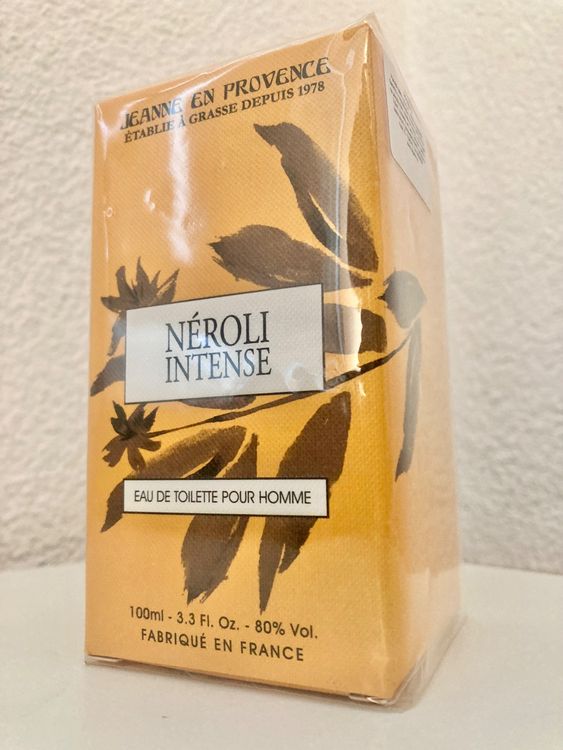 JEANNE EN PROVENCE
ÉTABLIE À GRASSE DEPUIS 1978
NÉROLI
INTENSE
EAU DE TOILETTE POUR HOMME
100ml - 3.3 Fl. Oz. - 80% Vol.
FABRIQUÉ EN FRANCE